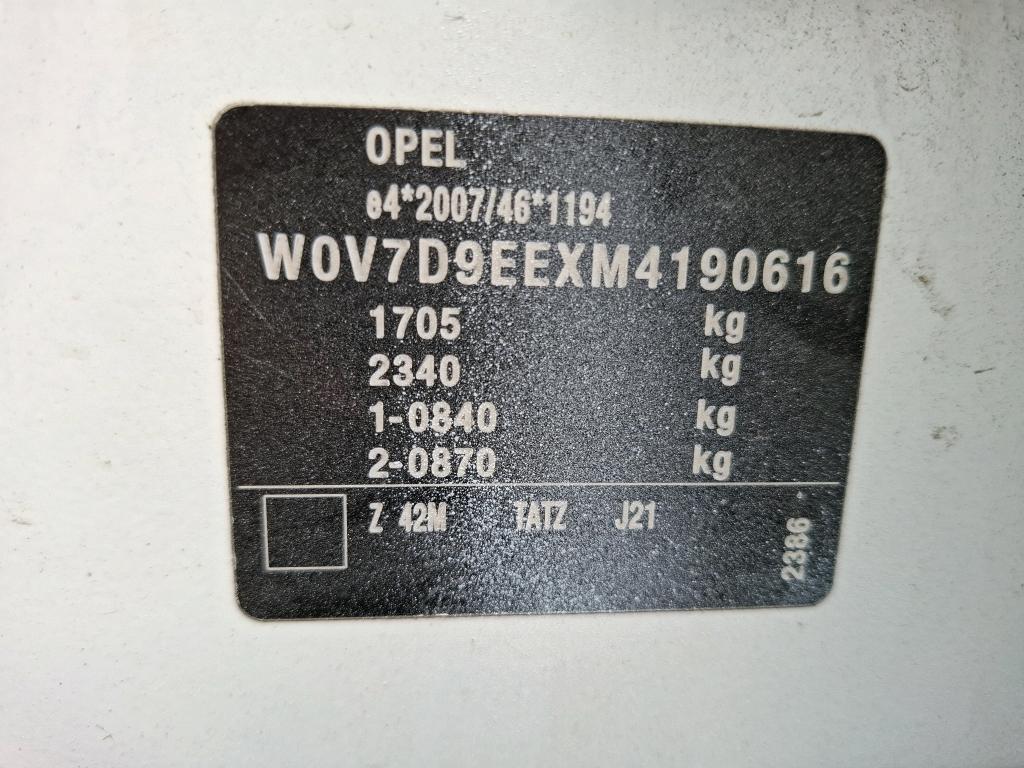 OPEL
e4*2007/46*1194
W0V7D9EEXM4190616
1705 kg
2340 kg
1-0840 kg
2-0870 kg
Z 42M TATZ J21
2386